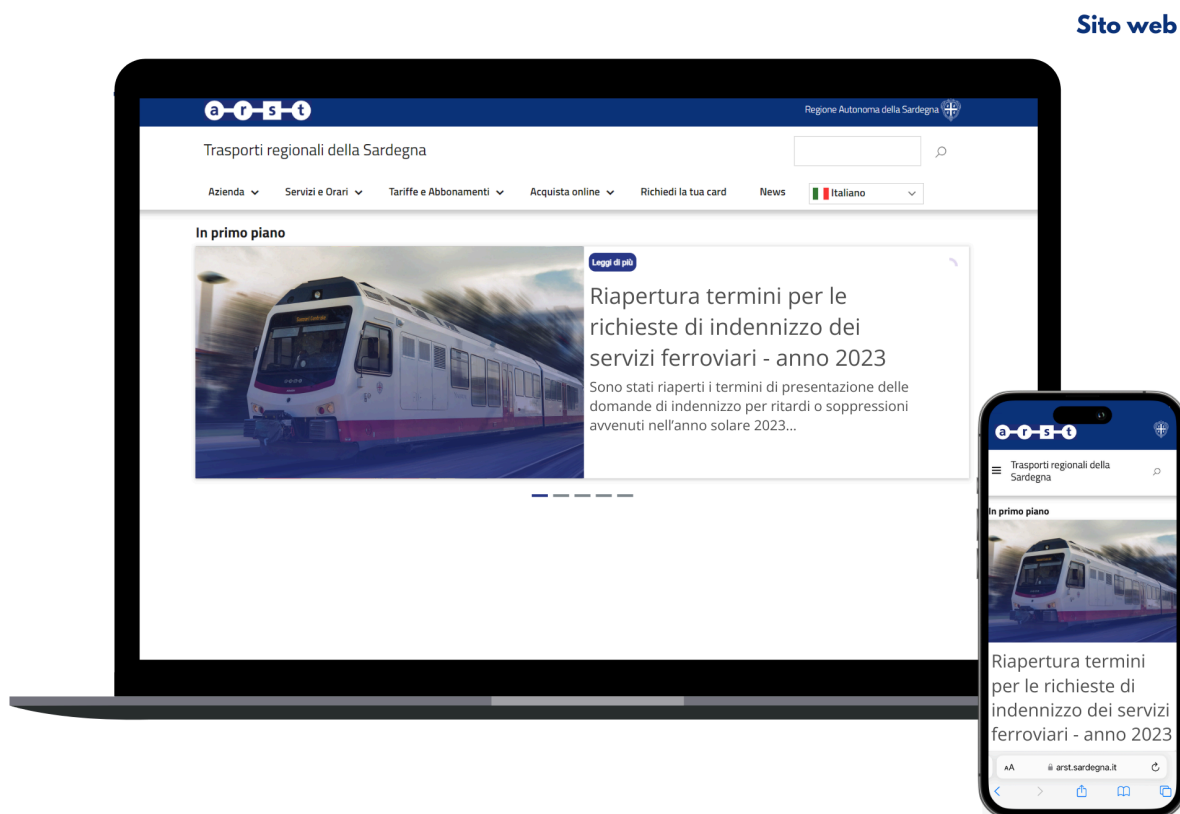 Sito web
a r s t
Regione Autonoma della Sardegna
Trasporti regionali della Sardegna
Azienda Servizi e Orari Tariffe e Abbonamenti Acquista online Richiedi la tua card News Italiano
In primo piano
Leggi di più
Riapertura termini per le
richieste di indennizzo dei
servizi ferroviari - anno 2023
Sono stati riaperti i termini di presentazione delle
domande di indennizzo per ritardi o soppressioni
avvenuti nell'anno solare 2023...
a r s t
Trasporti regionali della
Sardegna
In primo piano
Riapertura termini
per le richieste di
indennizzo dei servizi
ferroviari - anno 2023
AA arst.sardegna.it